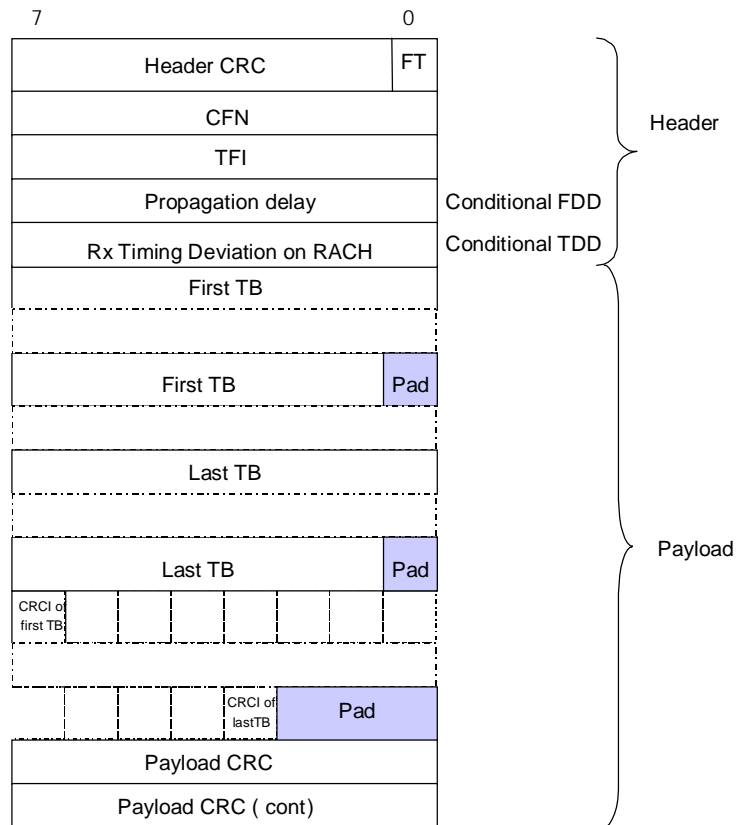 7 0
Header CRC FT
CFN
Header
TFI
Propagation delay Conditional FDD
Rx Timing Deviation on RACH Conditional TDD
First TB
First TB Pad
Last TB
Payload
Last TB Pad
CRCI of
first TB
CRCI of
lastTB
Pad
Payload CRC
Payload CRC ( cont)